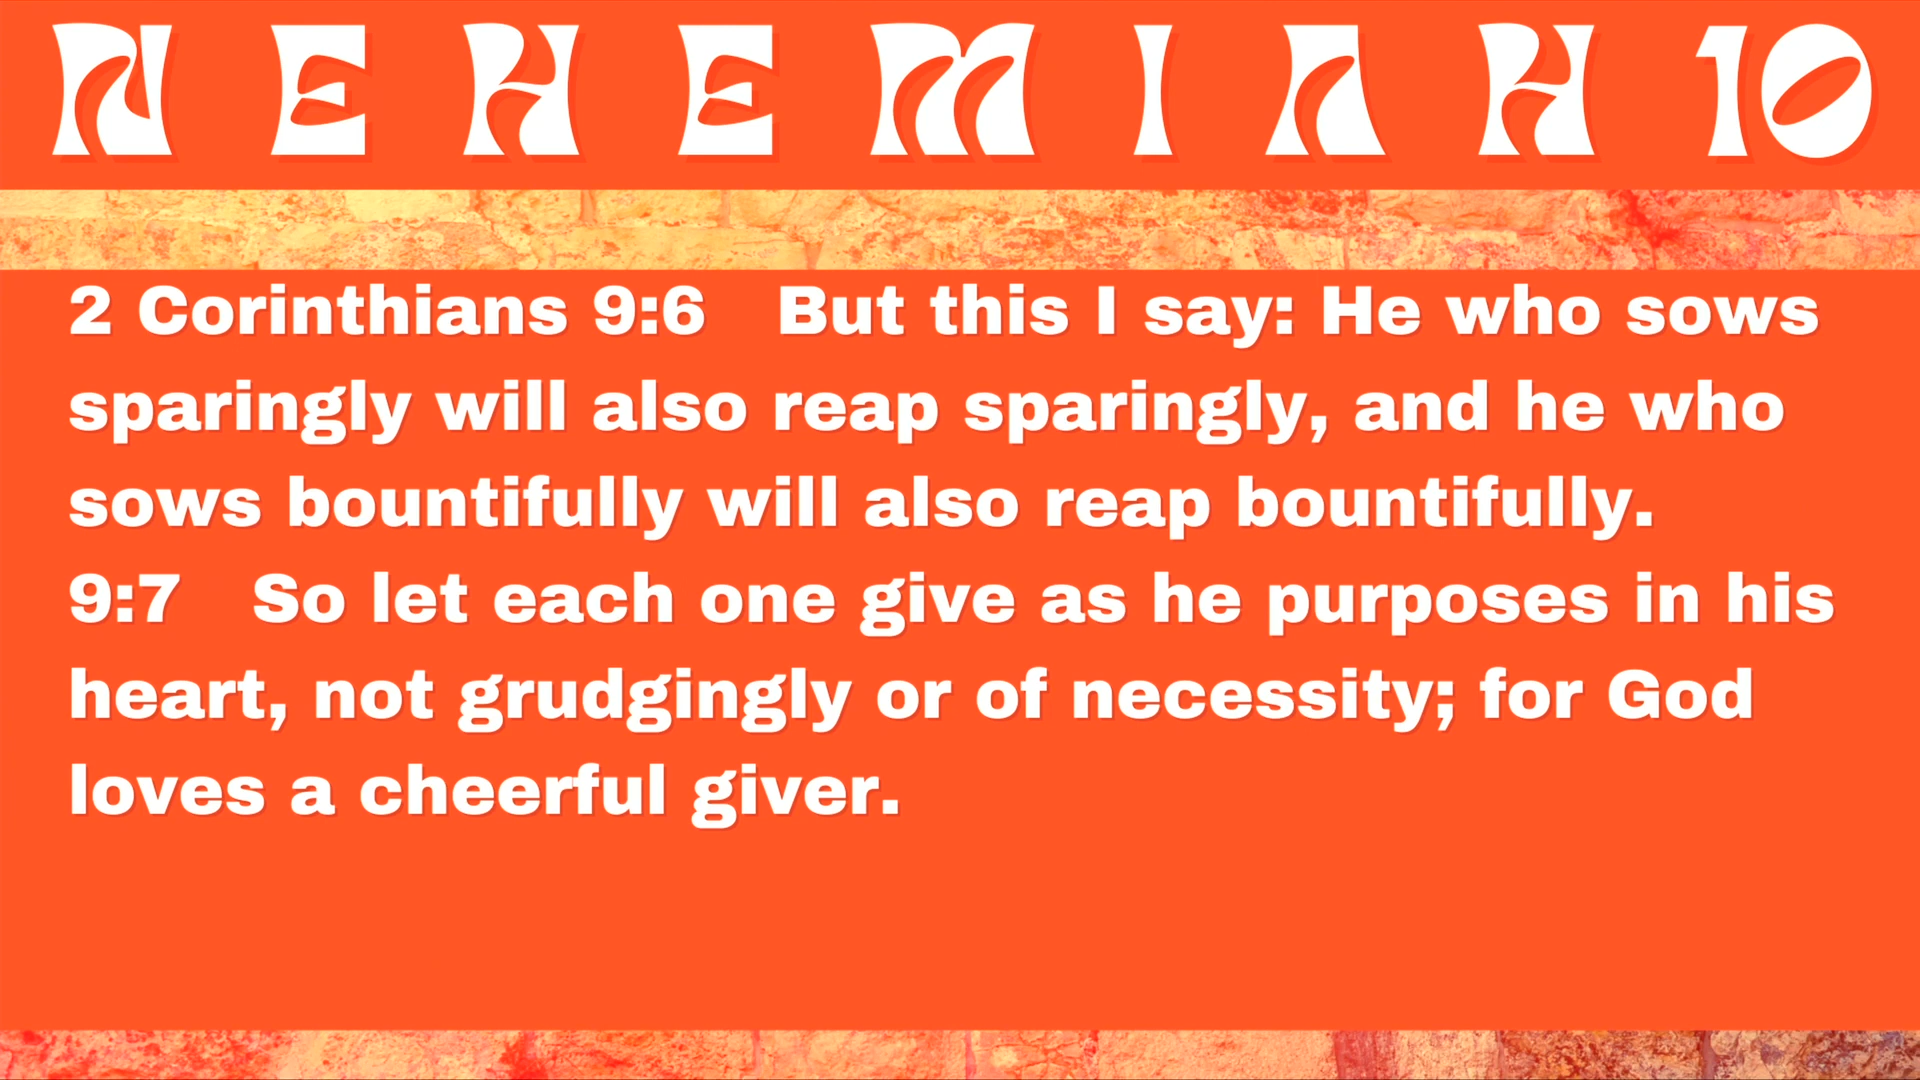 NEHEMIAH 10
2 Corinthians 9:6 But this I say: He who sows
sparingly will also reap sparingly, and he who
sows bountifully will also reap bountifully.
9:7 So let each one give as he purposes in his
heart, not grudgingly or of necessity; for God
loves a cheerful giver.